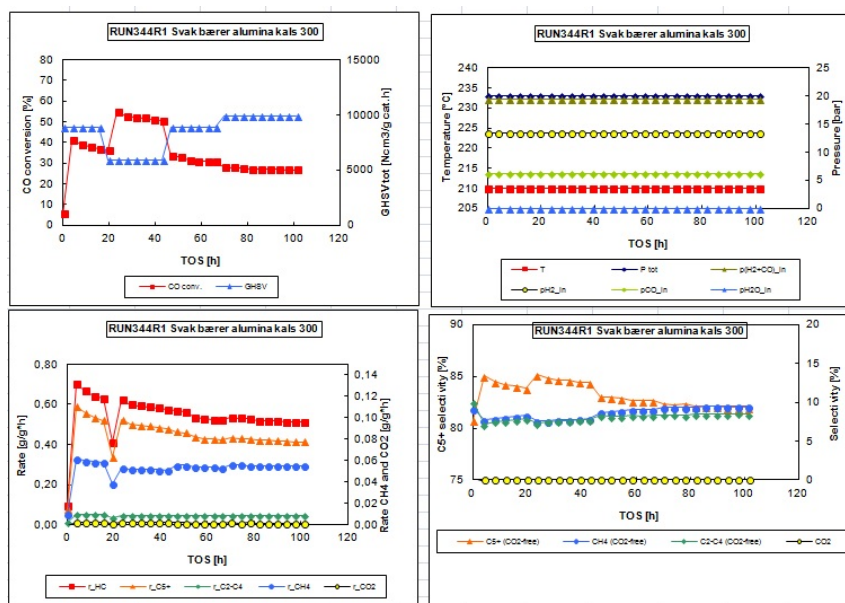 RUN344R1 Svak bærer alumina kals 300
CO conversion [%]
80
70
60
50
40
30
20
10
0
15000
10000
5000
0
GHSV tot [Ncm3/g cat.h]
0 20 40 60 80 100 120
TOS [h]
CO conv. GHSV
RUN344R1 Svak bærer alumina kals 300
Temperature [°C]
240
235
230
225
220
215
210
205
25
20
15
10
5
0
Pressure [bar]
0 20 40 60 80 100 120
TOS [h]
T P tot p(H2+CO)_in
pH2_in pCO_in pH2O_in
RUN344R1 Svak bærer alumina kals 300
Rate [g/g*h]
0,80
0,60
0,40
0,20
0,00
0,14
0,12
0,10
0,08
0,06
0,04
0,02
0,00
Rate CH4 and CO2 [g/g*h]
0 20 40 60 80 100 120
TOS [h]
r_HC r_C5+ r_C2-C4 r_CH4 r_CO2
RUN344R1 Svak bærer alumina kals 300
C5+ selectivity [%]
90
85
80
75
20
15
10
5
0
Selectivity [%]
0 20 40 60 80 100 120
TOS [h]
C5+ (CO2-free) CH4 (CO2-free) C2-C4 (CO2-free) CO2